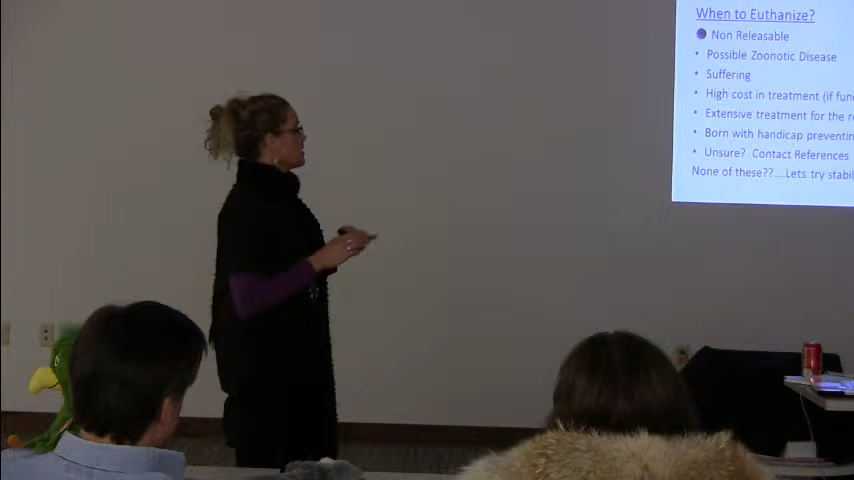 When to Euthanize?
Non Releasable
• Possible Zoonotic Disease
• Suffering
• High cost in treatment (if
• Extensive treatment for the
• Born with handicap
• Unsure? Contact References
None of these??....Lets try